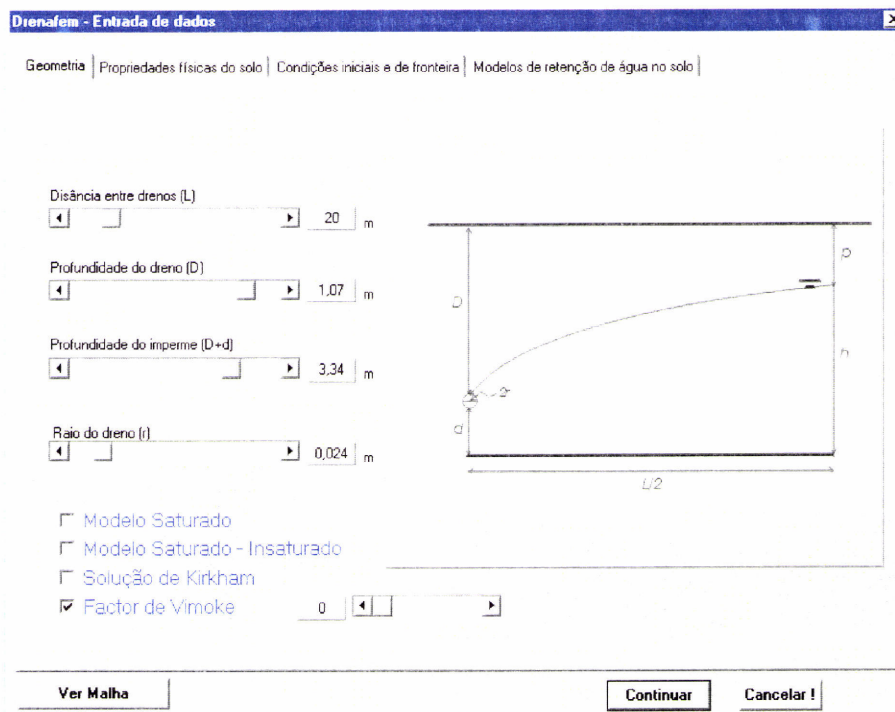 Drenafem - Entrada de dados
Geometria Propriedades físicas do solo Condições iniciais e de fronteira Modelos de retenção de água no solo
Disância entre drenos (L)
20 m
Profundidade do dreno (D)
1,07 m
Profundidade do imperme (D+d)
3,34 m
Raio do dreno (r)
0,024 m
D
p
h
2r
d
L/2
Modelo Saturado
Modelo Saturado - Insaturado
Solução de Kirkham
Factor de Vimoke 0
Ver Malha Continuar Cancelar !